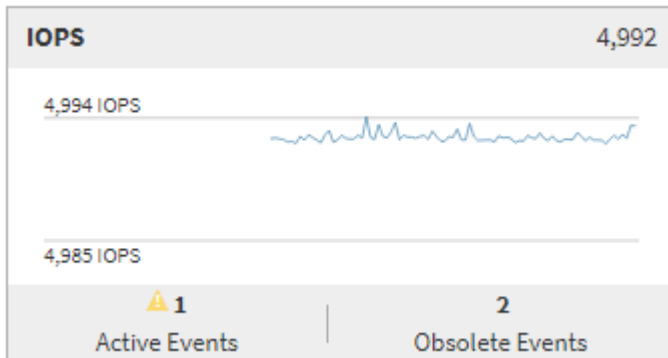 IOPS 4,992
4,994 IOPS
4,985 IOPS
1 2
Active Events Obsolete Events